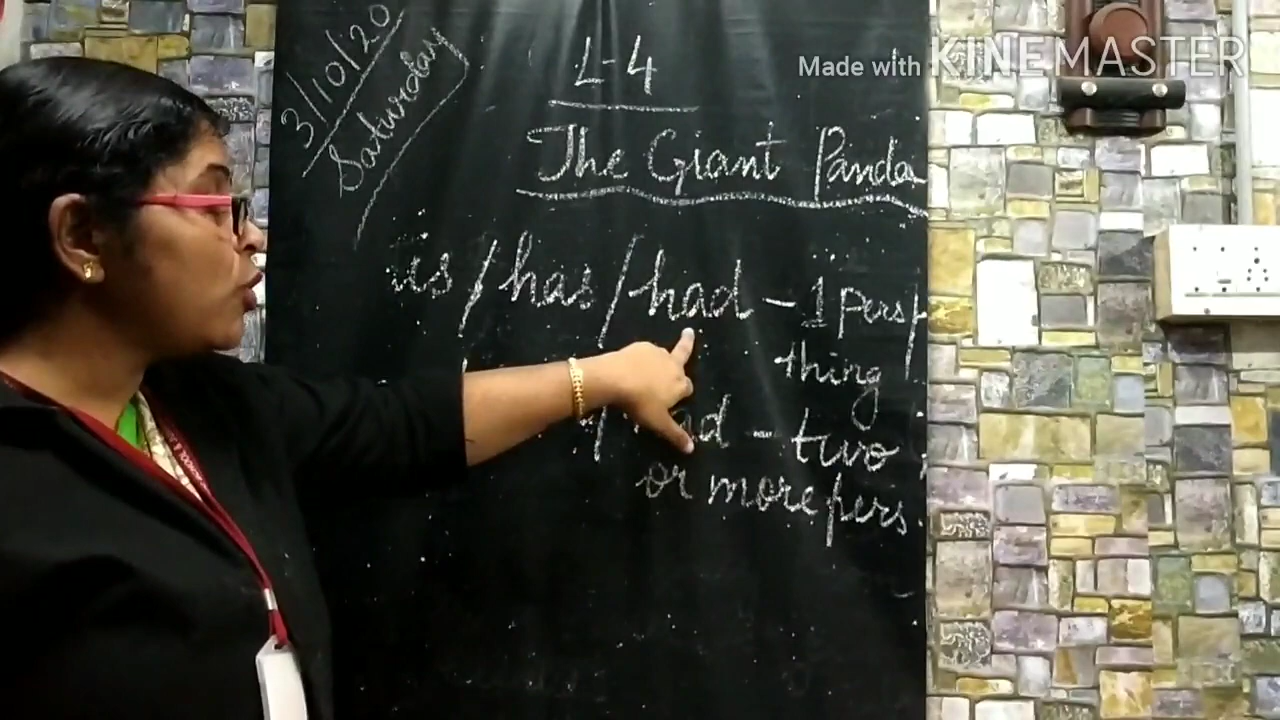 3/10/20
Saturday
L-4
The Giant Panda
is/has/had - 1 pers/
thing
- two
or more pers.
Made with KINEMASTER